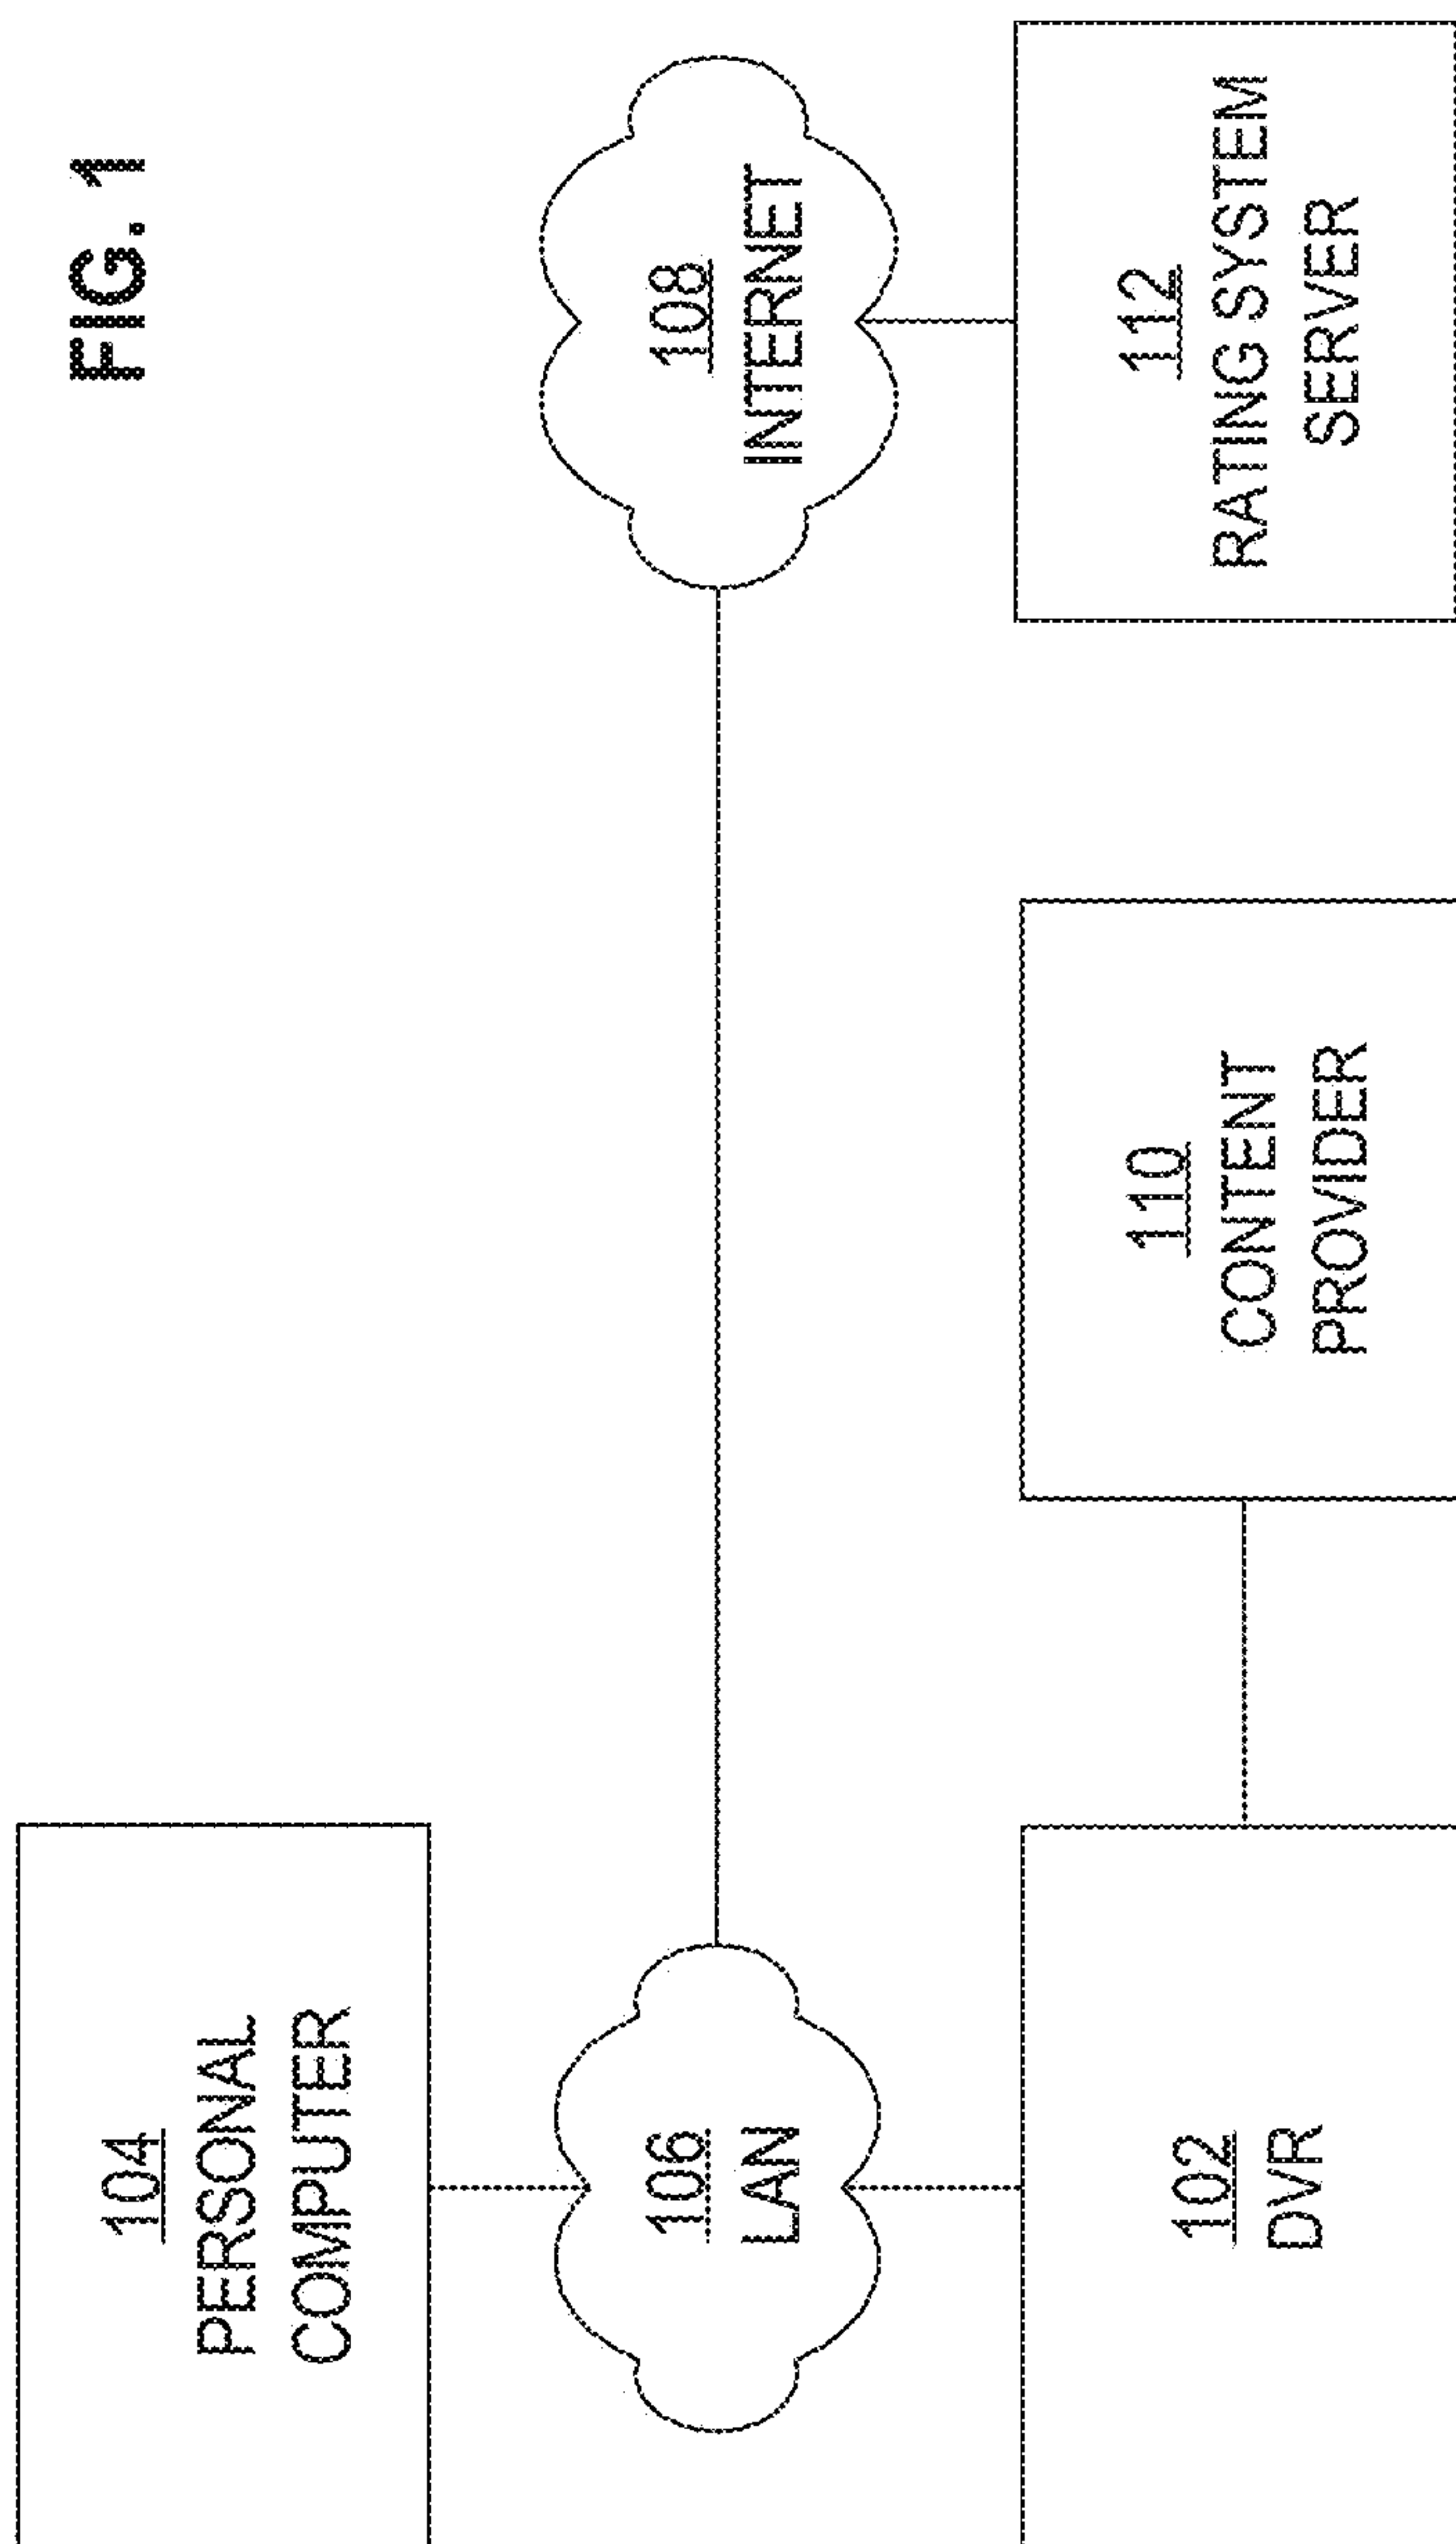 FIG. 1
104
PERSONAL
COMPUTER
106
LAN
108
INTERNET
102
DVR
110
CONTENT
PROVIDER
112
RATING SYSTEM
SERVER